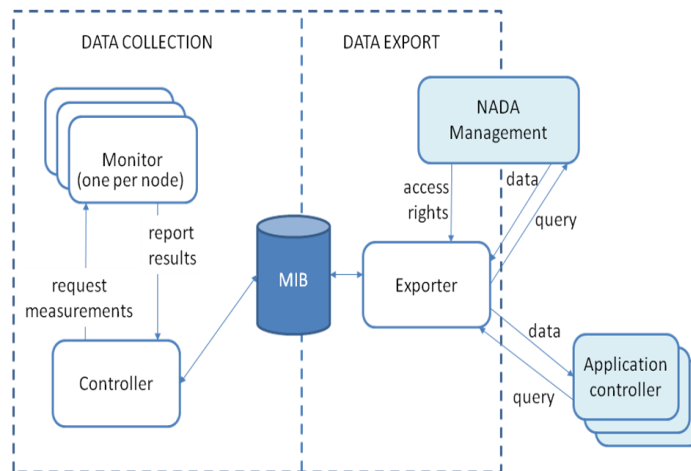 DATA COLLECTION
DATA EXPORT
NADA
Management
Monitor
(one per node)
access
rights
data
query
report
results
request
measurements
MIB
Exporter
Controller
data
query
Application
controller